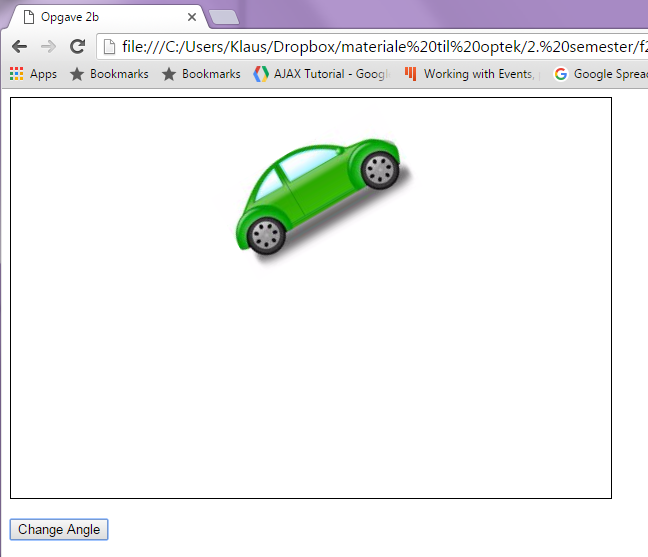 Opgave 2b
file:///C:/Users/Klaus/Dropbox/materiale%20til%20optek/2.%20semester/f2
Apps Bookmarks Bookmarks AJAX Tutorial - Googl Working with Events, Google Spread
Change Angle